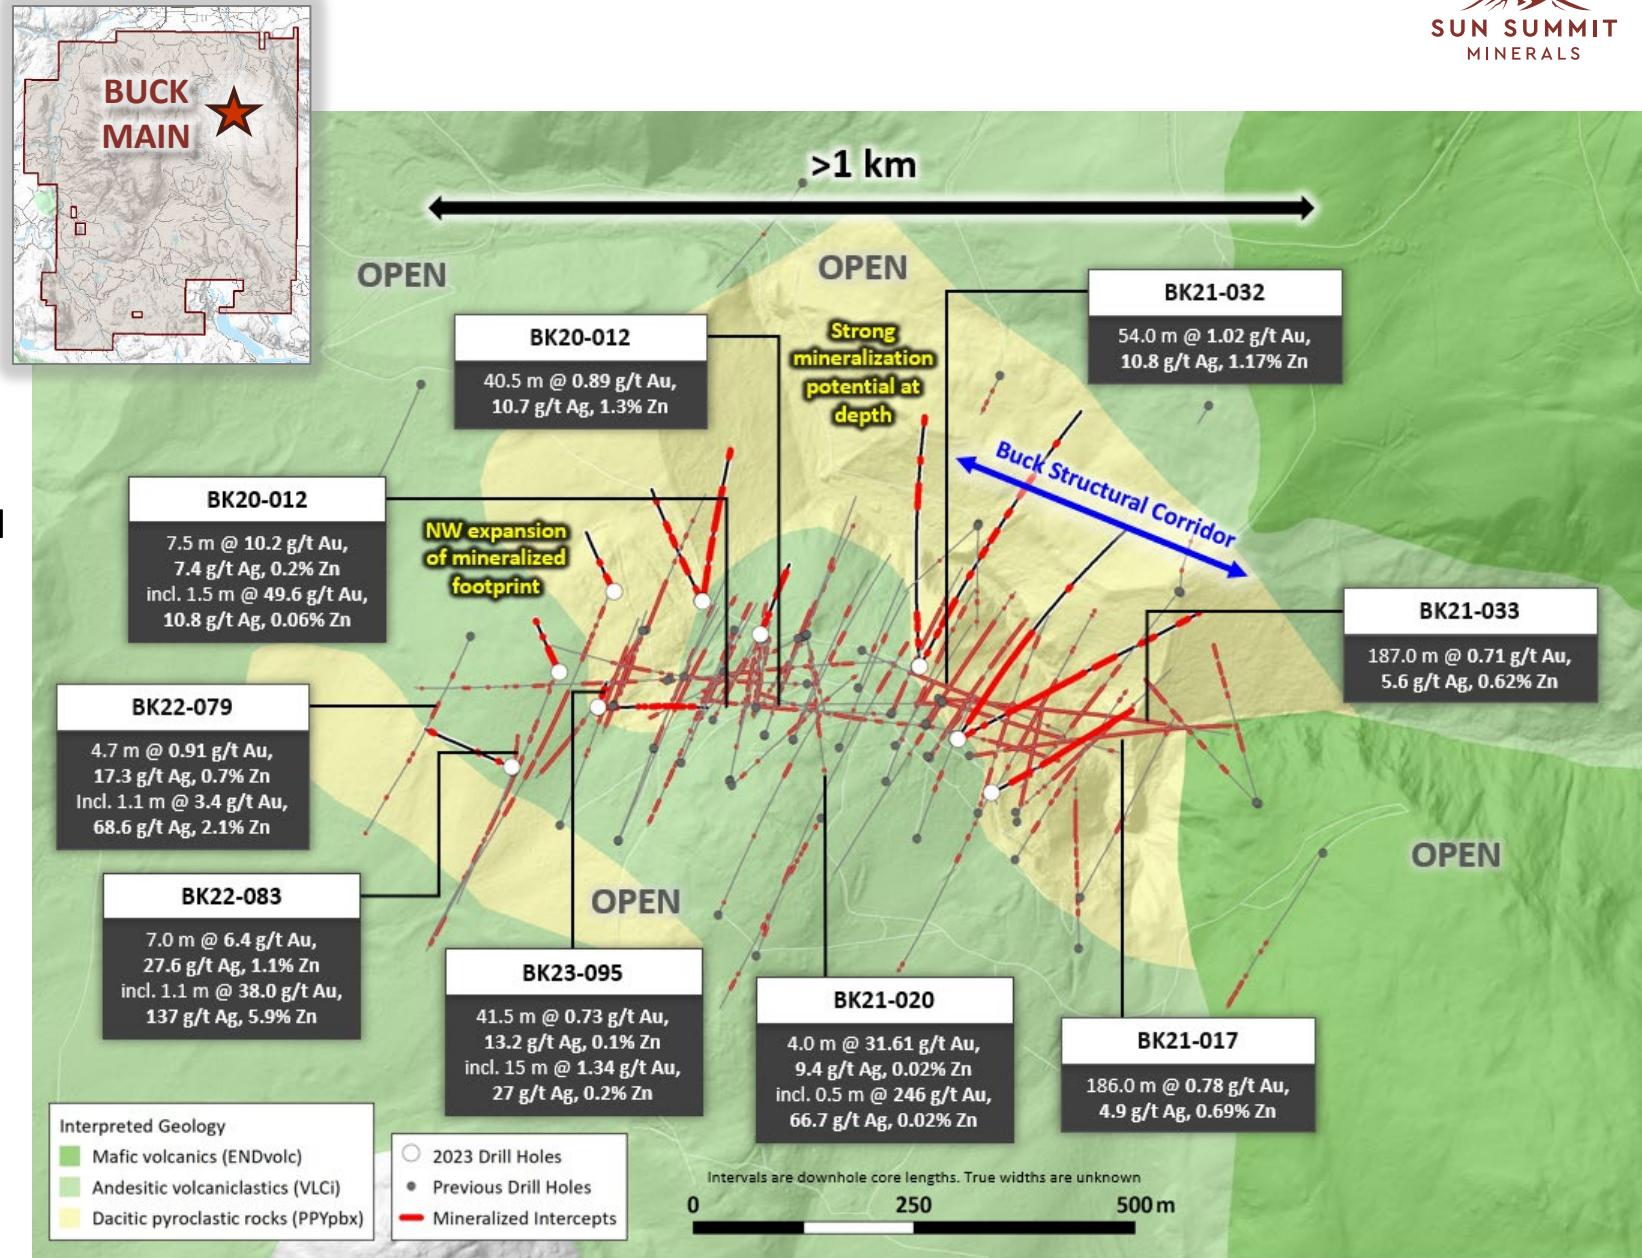 SUN SUMMIT
MINERALS
BUCK
MAIN
>1 km
OPEN
OPEN
BK21-032
54.0 m @ 1.02 g/t Au,
10.8 g/t Ag, 1.17% Zn
BK20-012
40.5 m @ 0.89 g/t Au,
10.7 g/t Ag, 1.3% Zn
Strong
mineralization
potential at
depth
Buck Structural Corridor
BK20-012
7.5 m @ 10.2 g/t Au,
7.4 g/t Ag, 0.2% Zn
incl. 1.5 m @ 49.6 g/t Au,
10.8 g/t Ag, 0.06% Zn
NW expansion
of mineralized
footprint
BK21-033
187.0 m @ 0.71 g/t Au,
5.6 g/t Ag, 0.62% Zn
BK22-079
4.7 m @ 0.91 g/t Au,
17.3 g/t Ag, 0.7% Zn
Incl. 1.1 m @ 3.4 g/t Au,
68.6 g/t Ag, 2.1% Zn
OPEN
BK22-083
7.0 m @ 6.4 g/t Au,
27.6 g/t Ag, 1.1% Zn
incl. 1.1 m @ 38.0 g/t Au,
137 g/t Ag, 5.9% Zn
OPEN
BK23-095
41.5 m @ 0.73 g/t Au,
13.2 g/t Ag, 0.1% Zn
incl. 15 m @ 1.34 g/t Au,
27 g/t Ag, 0.2% Zn
BK21-020
4.0 m @ 31.61 g/t Au,
9.4 g/t Ag, 0.02% Zn
incl. 0.5 m @ 246 g/t Au,
66.7 g/t Ag, 0.02% Zn
BK21-017
186.0 m @ 0.78 g/t Au,
4.9 g/t Ag, 0.69% Zn
Interpreted Geology
Mafic volcanics (ENDvolc)
Andesitic volcaniclastics (VLCi)
Dacitic pyroclastic rocks (PPYpbx)
2023 Drill Holes
Previous Drill Holes
Mineralized Intercepts
Intervals are downhole core lengths. True widths are unknown
0 250 500 m